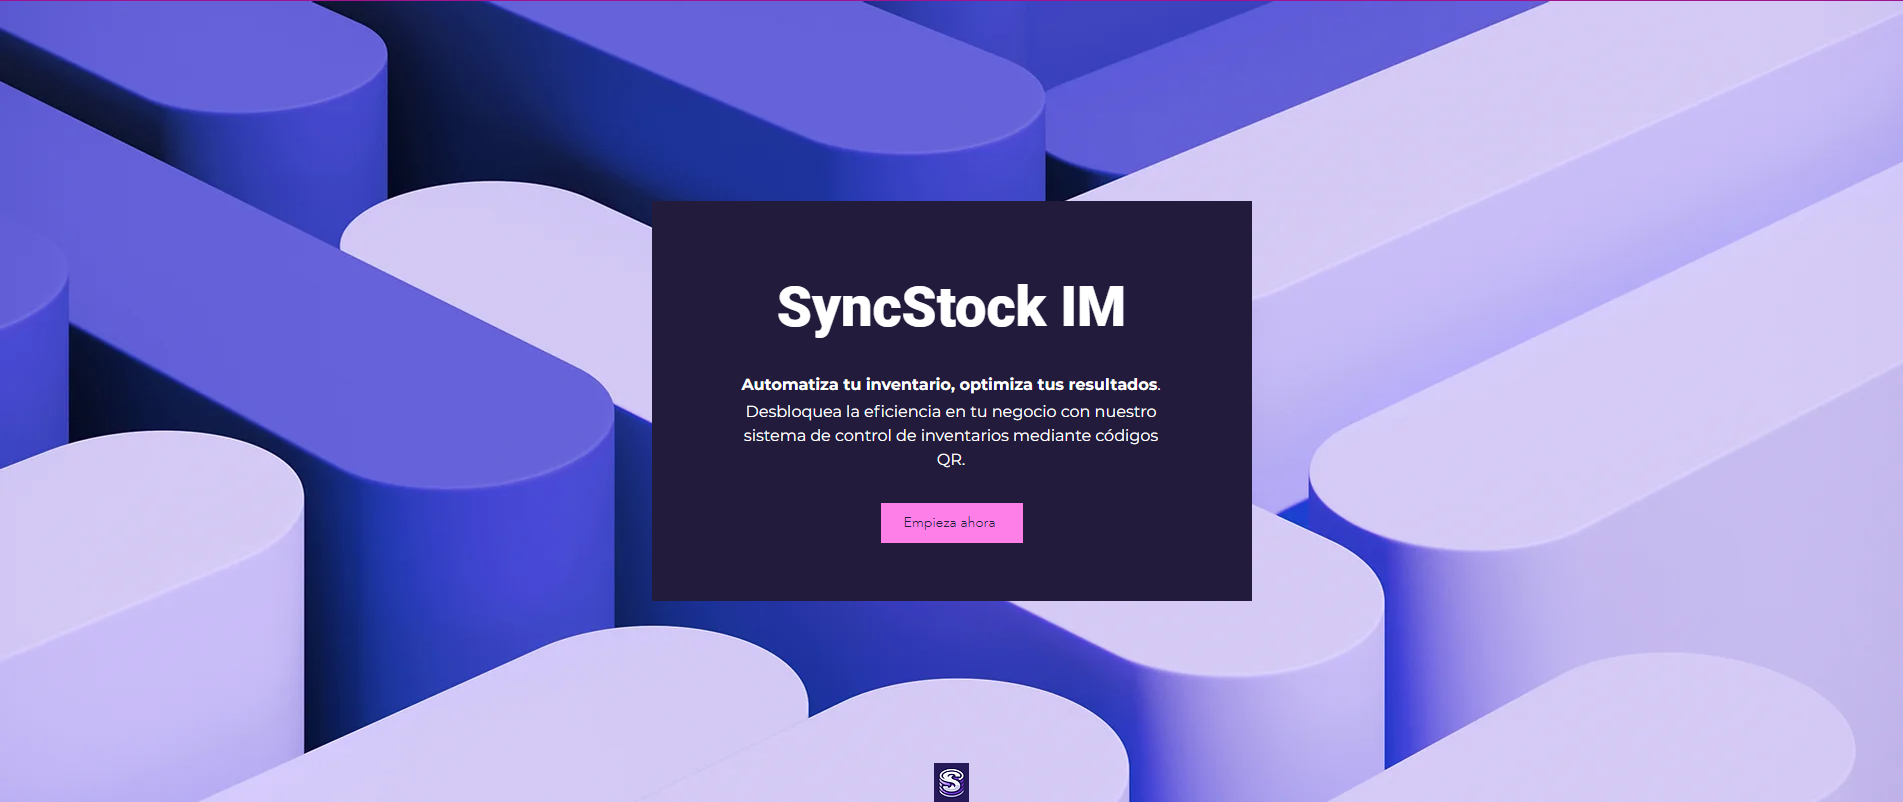 SyncStock IM
Automatiza tu inventario, optimiza tus resultados.
Desbloquea la eficiencia en tu negocio con nuestro
sistema de control de inventarios mediante códigos
QR.
Empieza ahora
S